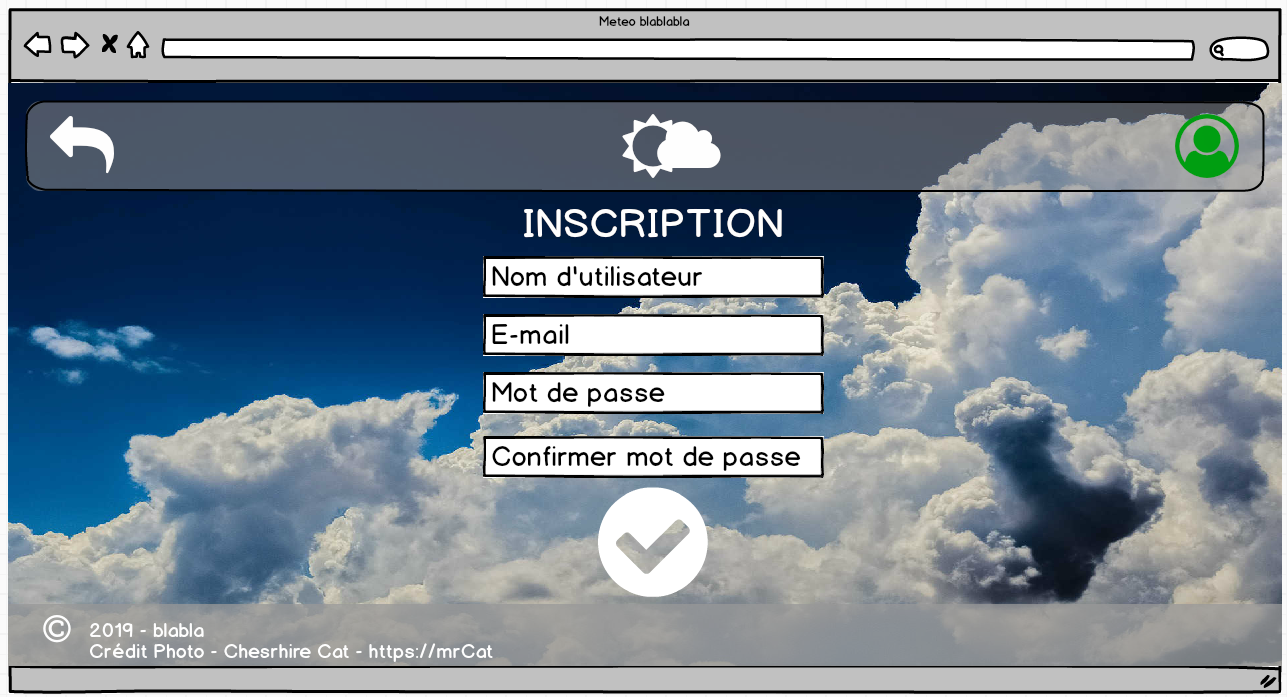 Meteo blablabla
INSCRIPTION
Nom d'utilisateur
E-mail
Mot de passe
Confirmer mot de passe
© 2019 - blabla
Crédit Photo - Chesrhire Cat - https://mrCat